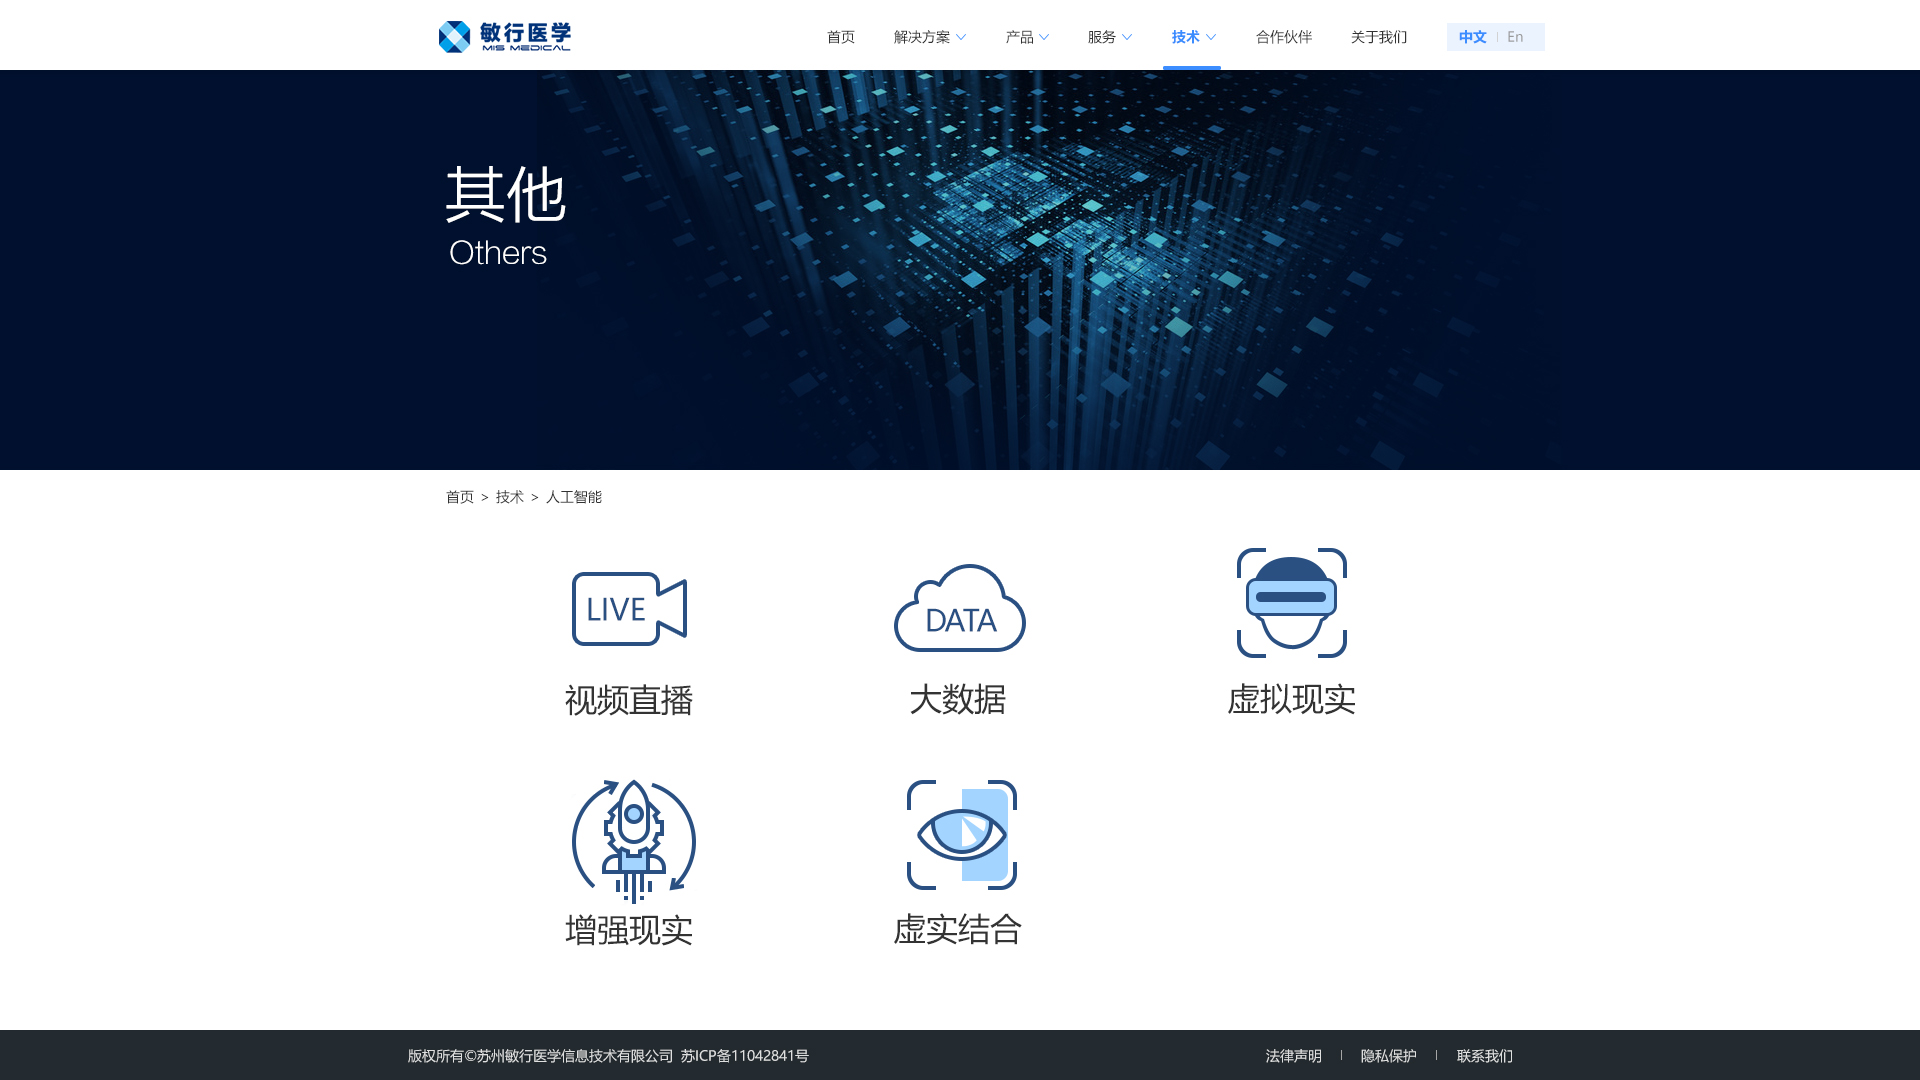 敏行医学
MIS MEDICAL
首页
解决方案
产品
服务
技术
合作伙伴
关于我们
中文 | En
其他
Others
首页 > 技术 > 人工智能
LIVE
DATA
视频直播
大数据
虚拟现实
增强现实
虚实结合
版权所有©苏州敏行医学信息技术有限公司 苏ICP备11042841号
法律声明 | 隐私保护 | 联系我们